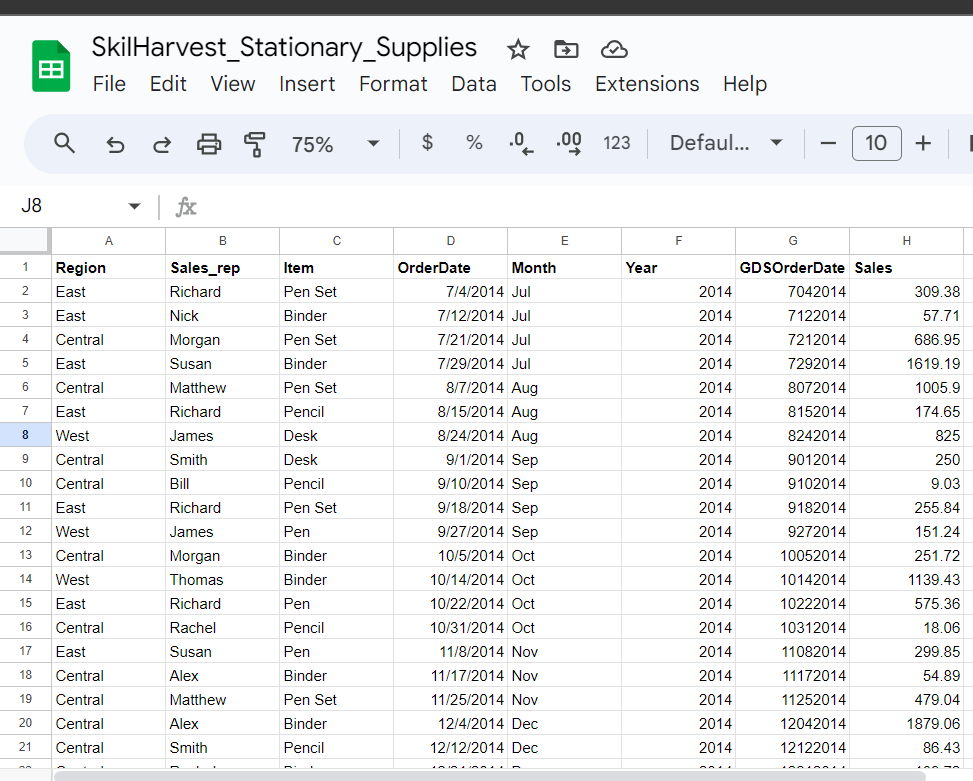 SkilHarvest_Stationary_Supplies
File Edit View Insert Format Data Tools Extensions Help
75% $ % .0 .00 123 Defaul... − 10 +
J8 fx
A B C D E F G H
1 Region Sales_rep Item OrderDate Month Year GDSOrderDate Sales
2 East Richard Pen Set 7/4/2014 Jul 2014 7042014 309.38
3 East Nick Binder 7/12/2014 Jul 2014 7122014 57.71
4 Central Morgan Pen Set 7/21/2014 Jul 2014 7212014 686.95
5 East Susan Binder 7/29/2014 Jul 2014 7292014 1619.19
6 Central Matthew Pen Set 8/7/2014 Aug 2014 8072014 1005.9
7 East Richard Pencil 8/15/2014 Aug 2014 8152014 174.65
8 West James Desk 8/24/2014 Aug 2014 8242014 825
9 Central Smith Desk 9/1/2014 Sep 2014 9012014 250
10 Central Bill Pencil 9/10/2014 Sep 2014 9102014 9.03
11 East Richard Pen Set 9/18/2014 Sep 2014 9182014 255.84
12 West James Pen 9/27/2014 Sep 2014 9272014 151.24
13 Central Morgan Binder 10/5/2014 Oct 2014 10052014 251.72
14 West Thomas Binder 10/14/2014 Oct 2014 10142014 1139.43
15 East Richard Pen 10/22/2014 Oct 2014 10222014 575.36
16 Central Rachel Pencil 10/31/2014 Oct 2014 10312014 18.06
17 East Susan Pen 11/8/2014 Nov 2014 11082014 299.85
18 Central Alex Binder 11/17/2014 Nov 2014 11172014 54.89
19 Central Matthew Pen Set 11/25/2014 Nov 2014 11252014 479.04
20 Central Alex Binder 12/4/2014 Dec 2014 12042014 1879.06
21 Central Smith Pencil 12/12/2014 Dec 2014 12122014 86.43